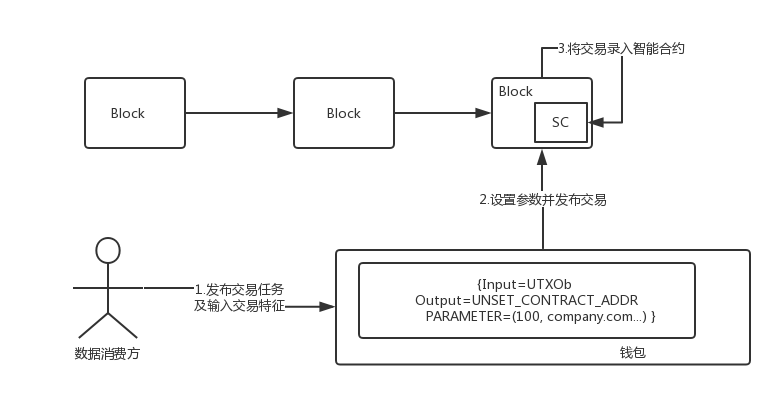 3.将交易录入智能合约
Block
Block
Block
SC
2.设置参数并发布交易
1.发布交易任务
及输入交易特征
{Input=UTXOb
Output=UNSET_CONTRACT_ADDR
PARAMETER=(100, company.com...) }
钱包
数据消费方